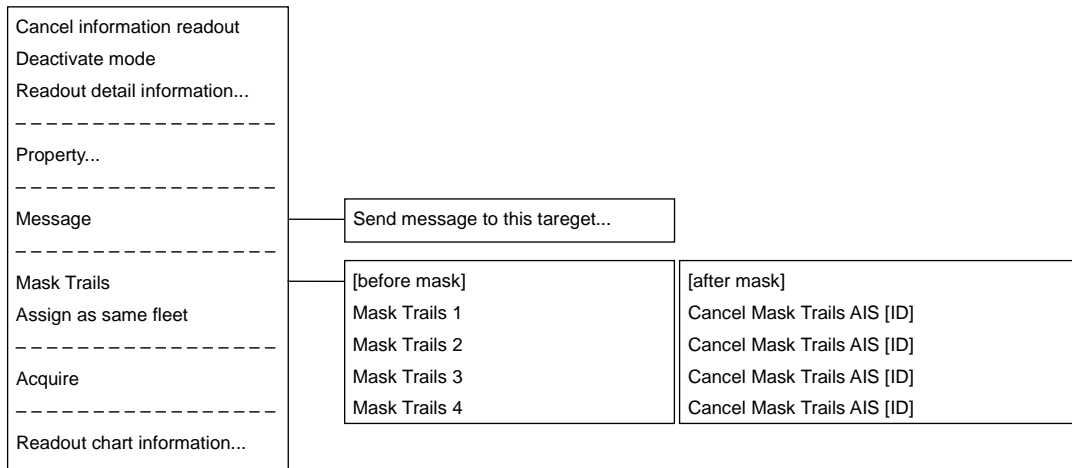 Cancel information readout
Deactivate mode
Readout detail information...
Property...
Message
Send message to this tareget...
Mask Trails
Assign as same fleet
Acquire
Readout chart information...
[before mask]
Mask Trails 1
Mask Trails 2
Mask Trails 3
Mask Trails 4
[after mask]
Cancel Mask Trails AIS [ID]
Cancel Mask Trails AIS [ID]
Cancel Mask Trails AIS [ID]
Cancel Mask Trails AIS [ID]